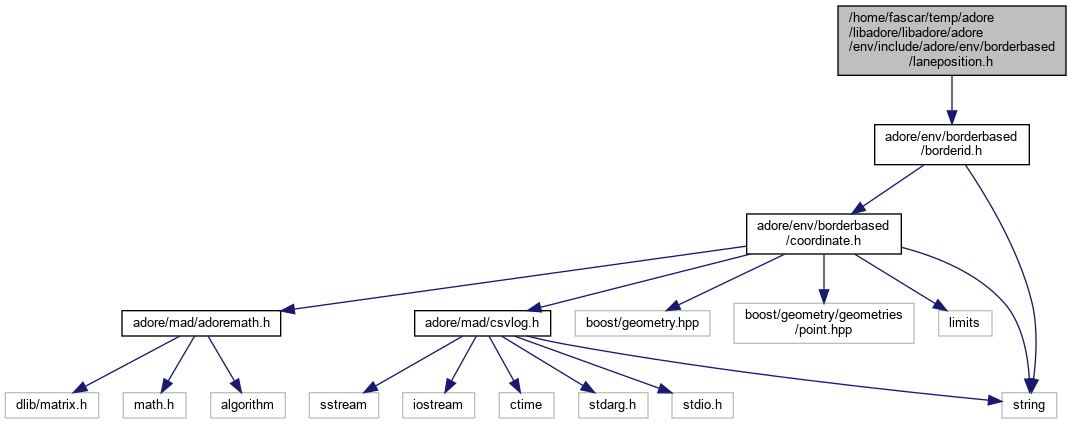 /home/fascar/temp/adore
/libadore/libadore/adore
/env/include/adore/env/borderbased
/laneposition.h
adore/env/borderbased
/borderid.h
adore/env/borderbased
/coordinate.h
adore/mad/adoremath.h
adore/mad/csvlog.h
boost/geometry.hpp
boost/geometry/geometries
/point.hpp
limits
dlib/matrix.h
math.h
algorithm
sstream
iostream
ctime
stdarg.h
stdio.h
string